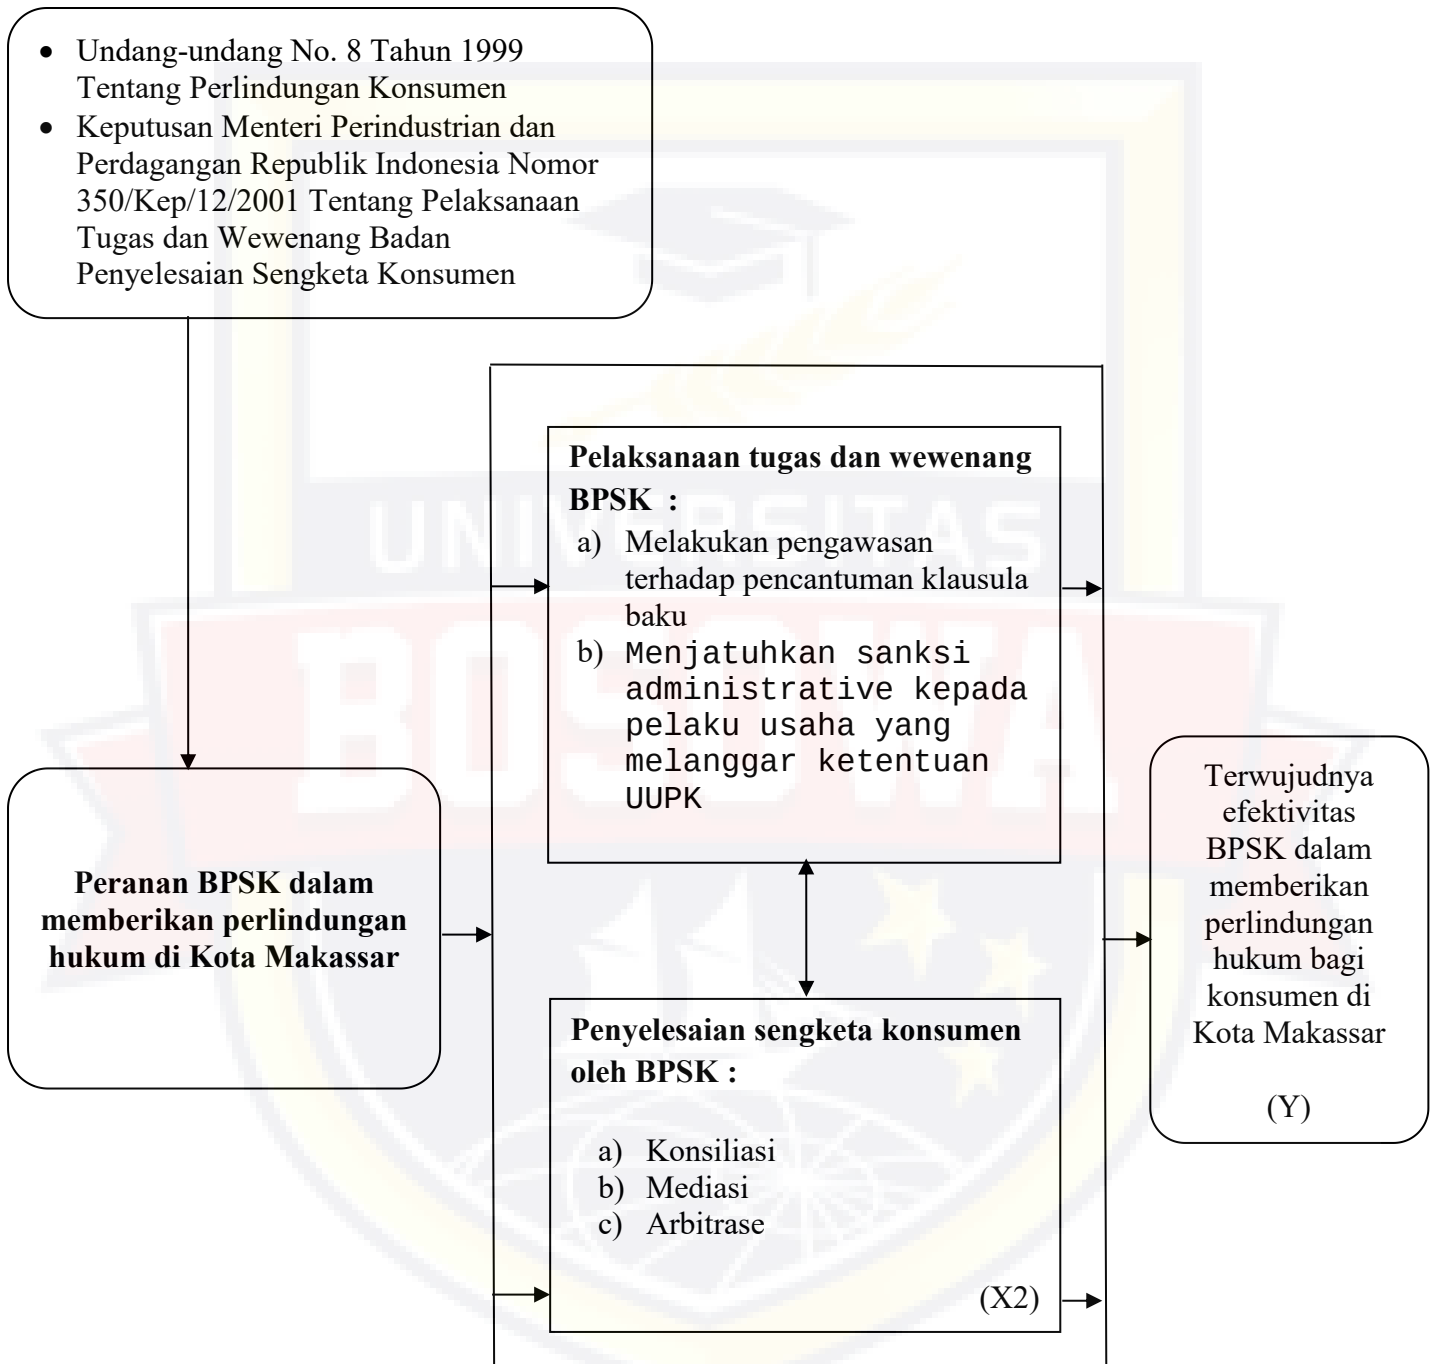 • Undang-undang No. 8 Tahun 1999
Tentang Perlindungan Konsumen
• Keputusan Menteri Perindustrian dan
Perdagangan Republik Indonesia Nomor
350/Kep/12/2001 Tentang Pelaksanaan
Tugas dan Wewenang Badan
Penyelesaian Sengketa Konsumen
Peranan BPSK dalam
memberikan perlindungan
hukum di Kota Makassar
Pelaksanaan tugas dan wewenang
BPSK :
a) Melakukan pengawasan
terhadap pencantuman klausula
baku
b) Menjatuhkan sanksi
administrative kepada
pelaku usaha yang
melanggar ketentuan
UUPK
Penyelesaian sengketa konsumen
oleh BPSK :
a) Konsiliasi
b) Mediasi
c) Arbitrase
(X2)
Terwujudnya
efektivitas
BPSK dalam
memberikan
perlindungan
hukum bagi
konsumen di
Kota Makassar
(Y)
UNIVERSITAS
BOSOWA